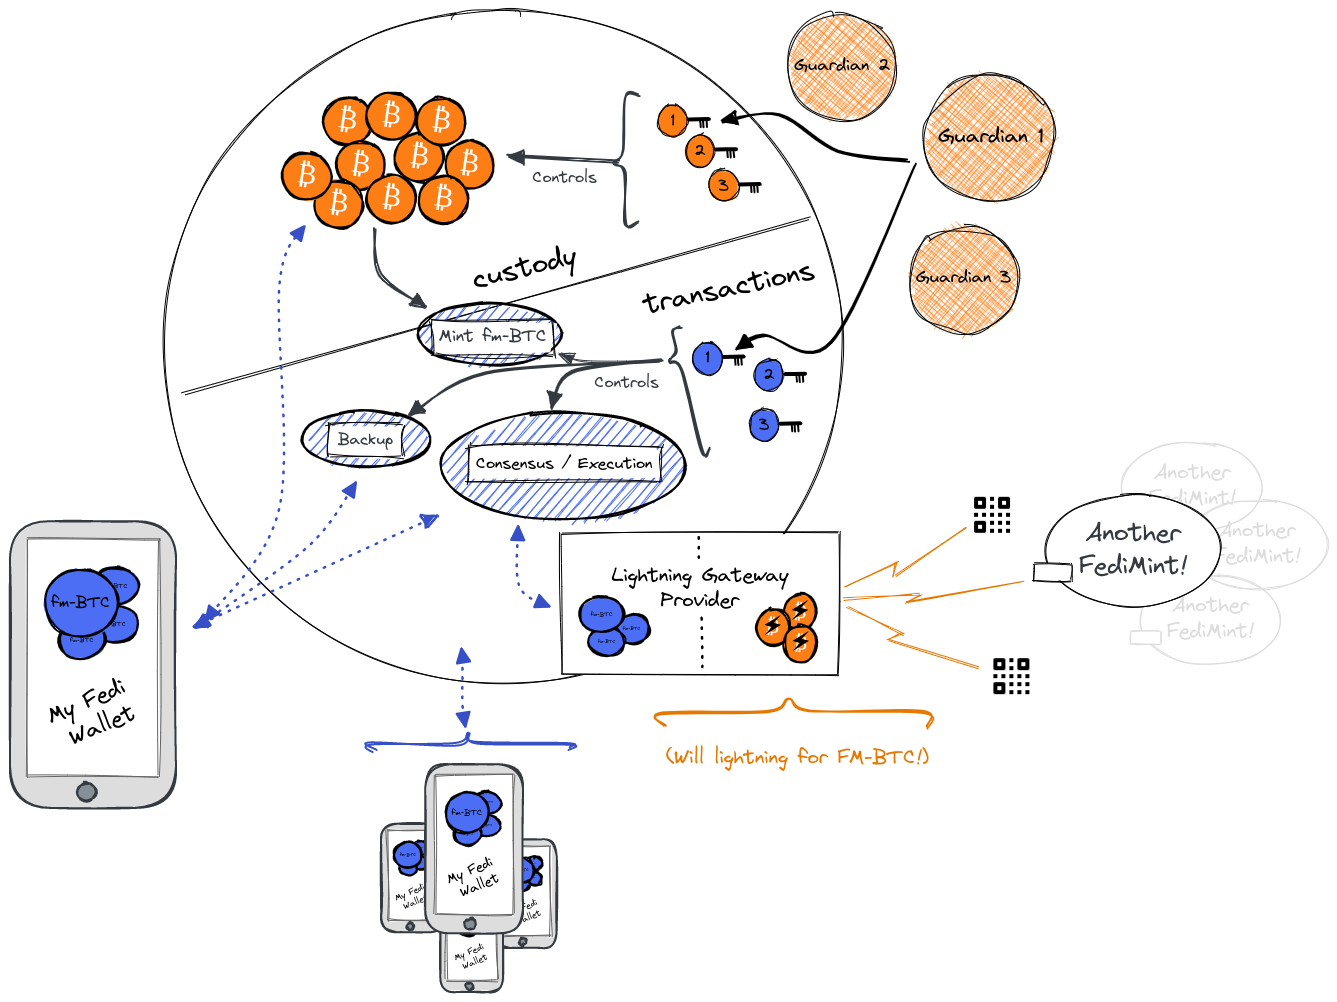 Guardian 2
Guardian 1
Guardian 3
1
2
3
Controls
custody
transactions
Mint fm-BTC
1
2
3
Controls
Backup
Consensus / Execution
Lightning Gateway
Provider
fm-BTC
fm-BTC
fm-BTC
Another
FediMint!
Another
FediMint!
Another
FediMint!
Another
FediMint!
(Will lightning for FM-BTC!)
fm-BTC
BTC
BTC
fm-BTC
My Fedi
Wallet
fm-BTC
My Fedi
Wallet
fm-BTC
My Fedi
Wallet
Fedi
allet
My Fedi
Wallet